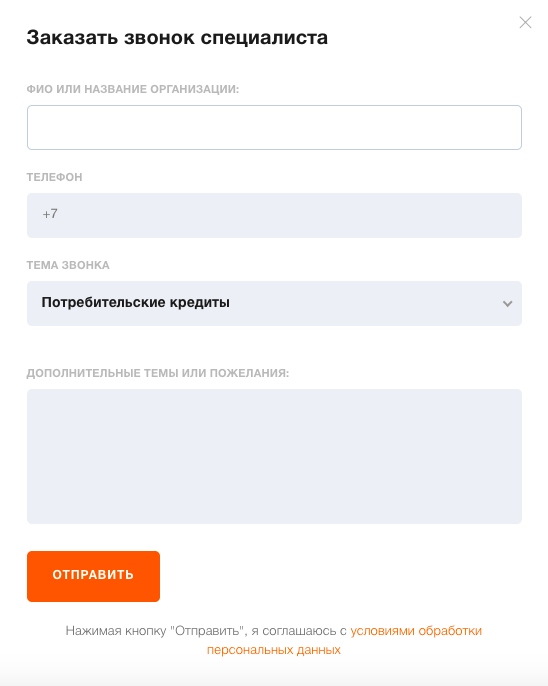 Заказать звонок специалиста
ФИО ИЛИ НАЗВАНИЕ ОРГАНИЗАЦИИ:
ТЕЛЕФОН
+7
ТЕМА ЗВОНКА
Потребительские кредиты
ДОПОЛНИТЕЛЬНЫЕ ТЕМЫ ИЛИ ПОЖЕЛАНИЯ:
ОТПРАВИТЬ
Нажимая кнопку "Отправить", я соглашаюсь с условиями обработки
персональных данных